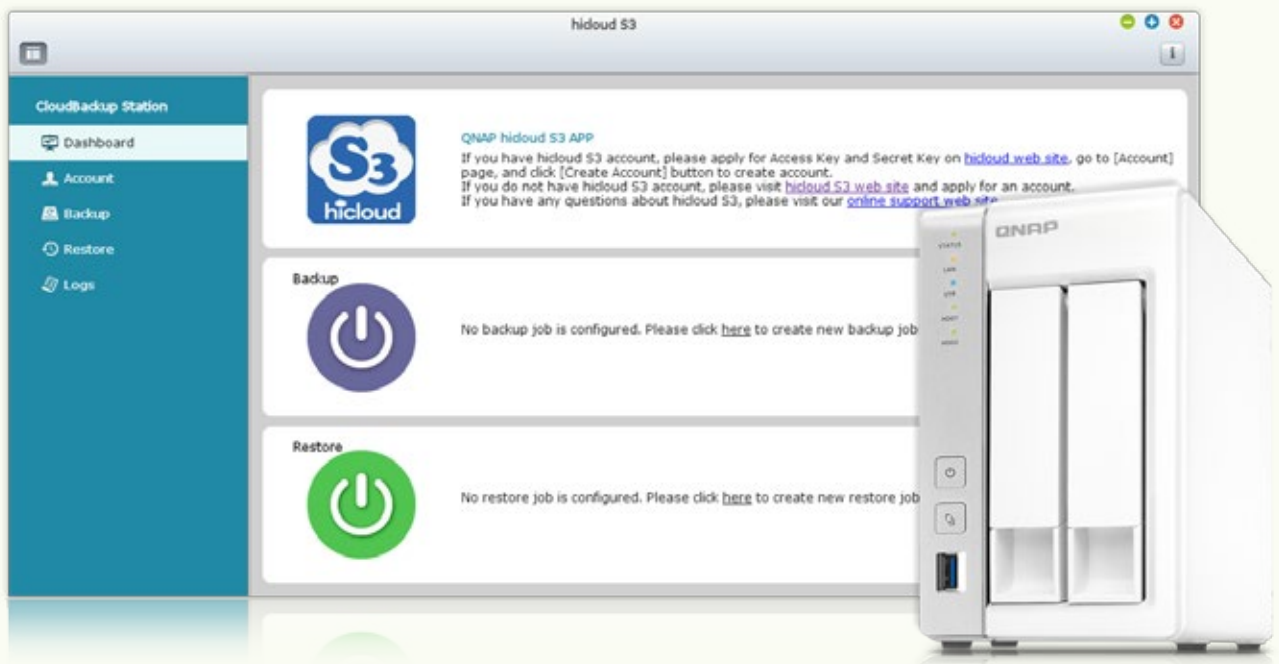 hicloud S3
CloudBackup Station
Dashboard
Account
Backup
Restore
Logs
S3
hicloud
QNAP hicloud S3 APP
If you have hicloud S3 account, please apply for Access Key and Secret Key on hicloud web site, go to [Account]
page, and click [Create Account] button to create account.
If you do not have hicloud S3 account, please visit hicloud S3 web site and apply for an account.
If you have any questions about hicloud S3, please visit our online support web site
Backup
No backup job is configured. Please click here to create new backup job
Restore
No restore job is configured. Please click here to create new restore job
QNAP
STATUS
LAN
USB
HDD1
HDD2